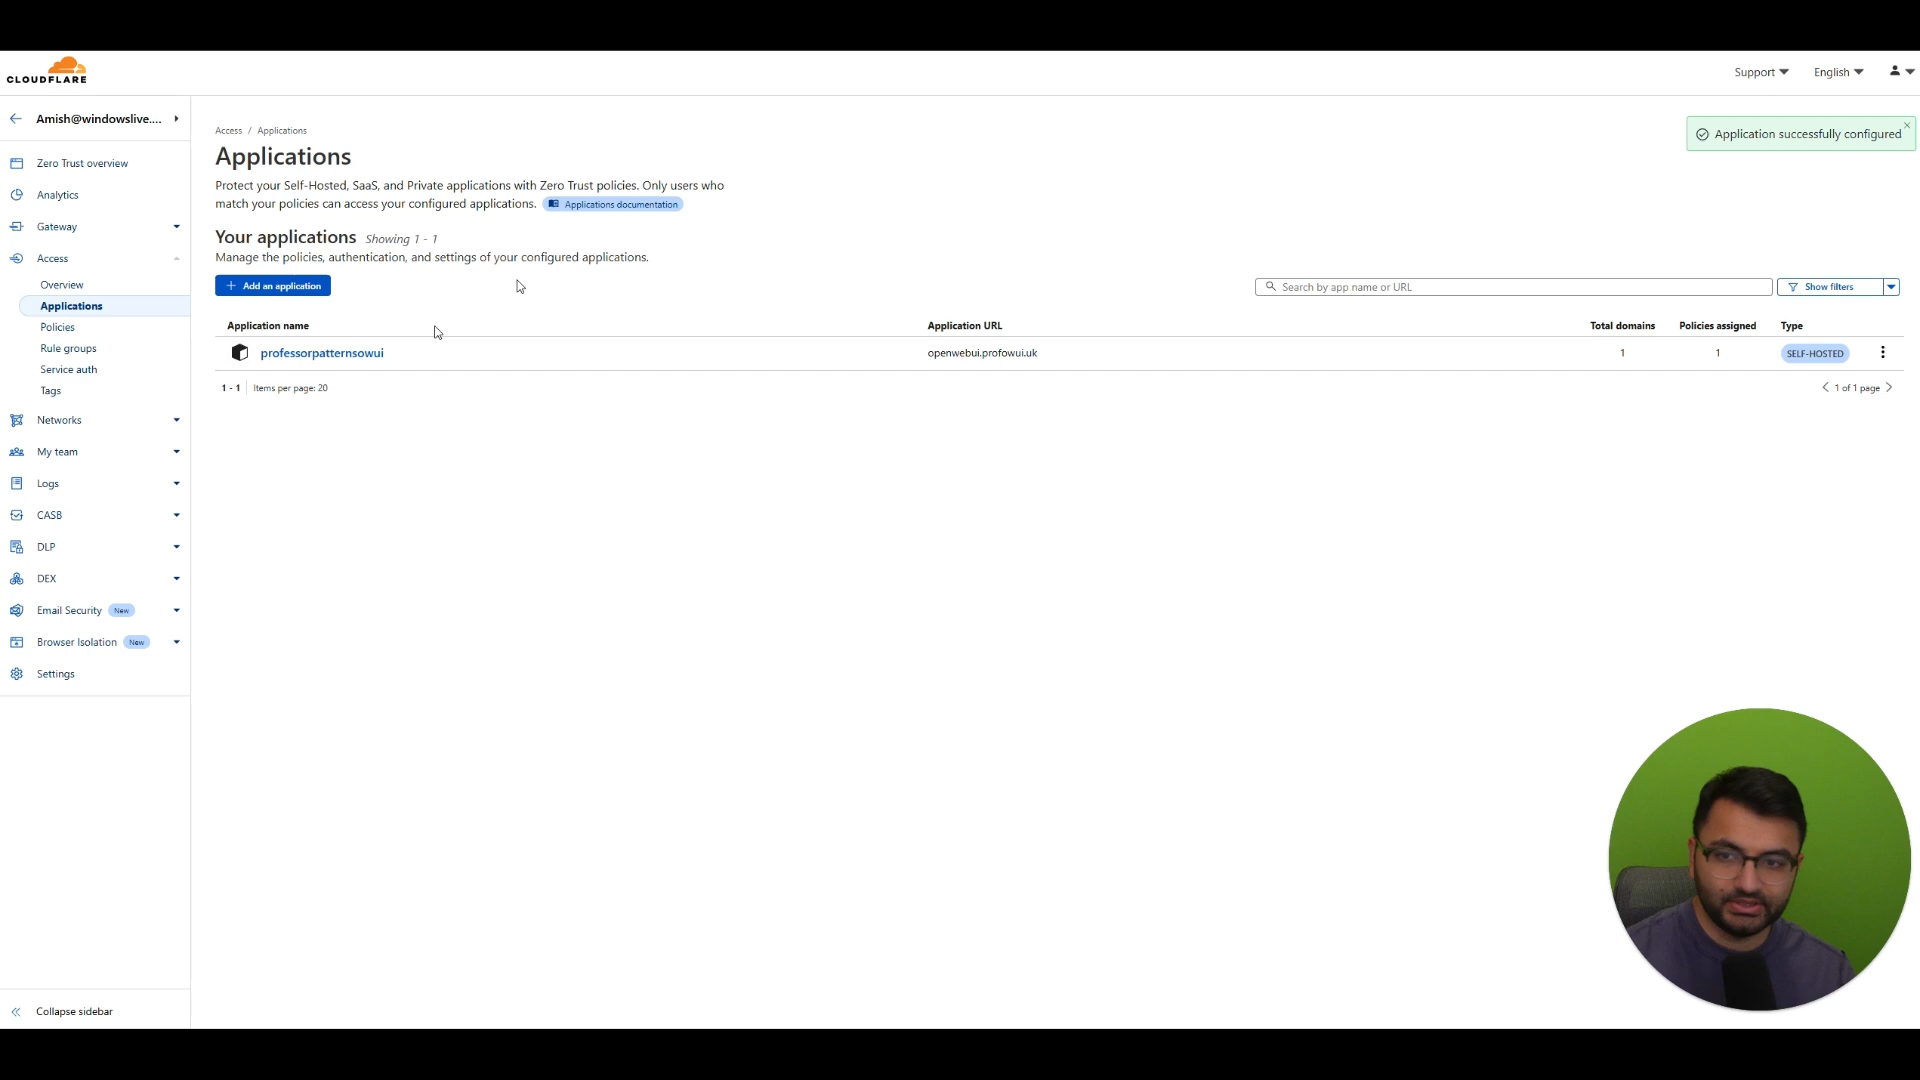 CLOUDFLARE
Support
English
Amish@windowslive....
Zero Trust overview
Analytics
Gateway
Access
Overview
Applications
Policies
Rule groups
Service auth
Tags
Networks
My team
Logs
CASB
DLP
DEX
Email Security New
Browser Isolation New
Settings
Collapse sidebar
Access / Applications
Applications
Protect your Self-Hosted, SaaS, and Private applications with Zero Trust policies. Only users who
match your policies can access your configured applications. Applications documentation
Application successfully configured
Your applications Showing 1 - 1
Manage the policies, authentication, and settings of your configured applications.
+ Add an application
Search by app name or URL
Show filters
Application name Application URL Total domains Policies assigned Type
professorpatternsowui openwebui.profowui.uk 1 1 SELF-HOSTED
1 - 1 Items per page: 20
1 of 1 page